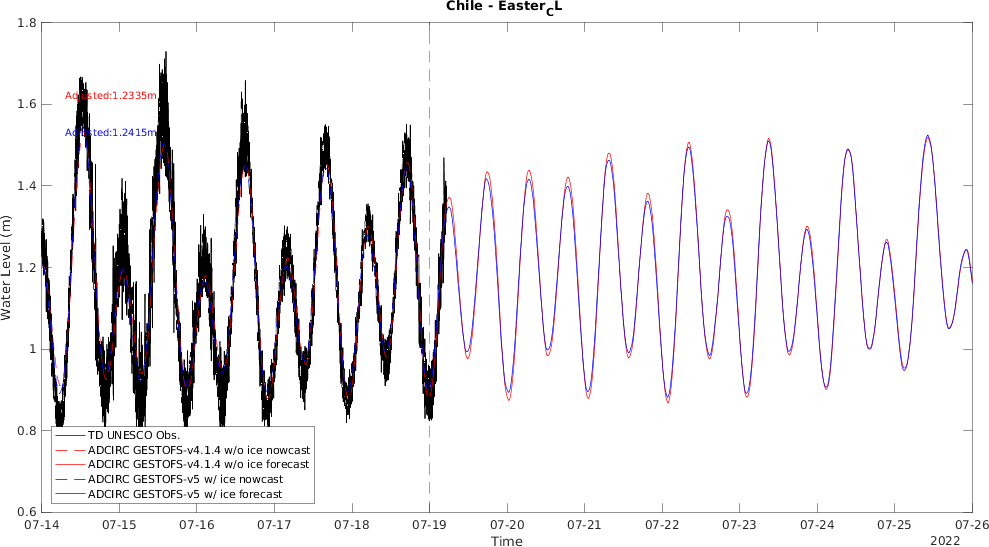 Chile - Easter_CL
1.8
1.6
1.4
1.2
1
0.8
0.6
Water Level (m)
Adjusted:1.2335m
Adjusted:1.2415m
TD UNESCO Obs.
ADCIRC GESTOFS-v4.1.4 w/o ice nowcast
ADCIRC GESTOFS-v4.1.4 w/o ice forecast
ADCIRC GESTOFS-v5 w/ ice nowcast
ADCIRC GESTOFS-v5 w/ ice forecast
07-14 07-15 07-16 07-17 07-18 07-19 07-20 07-21 07-22 07-23 07-24 07-25 07-26
Time
2022